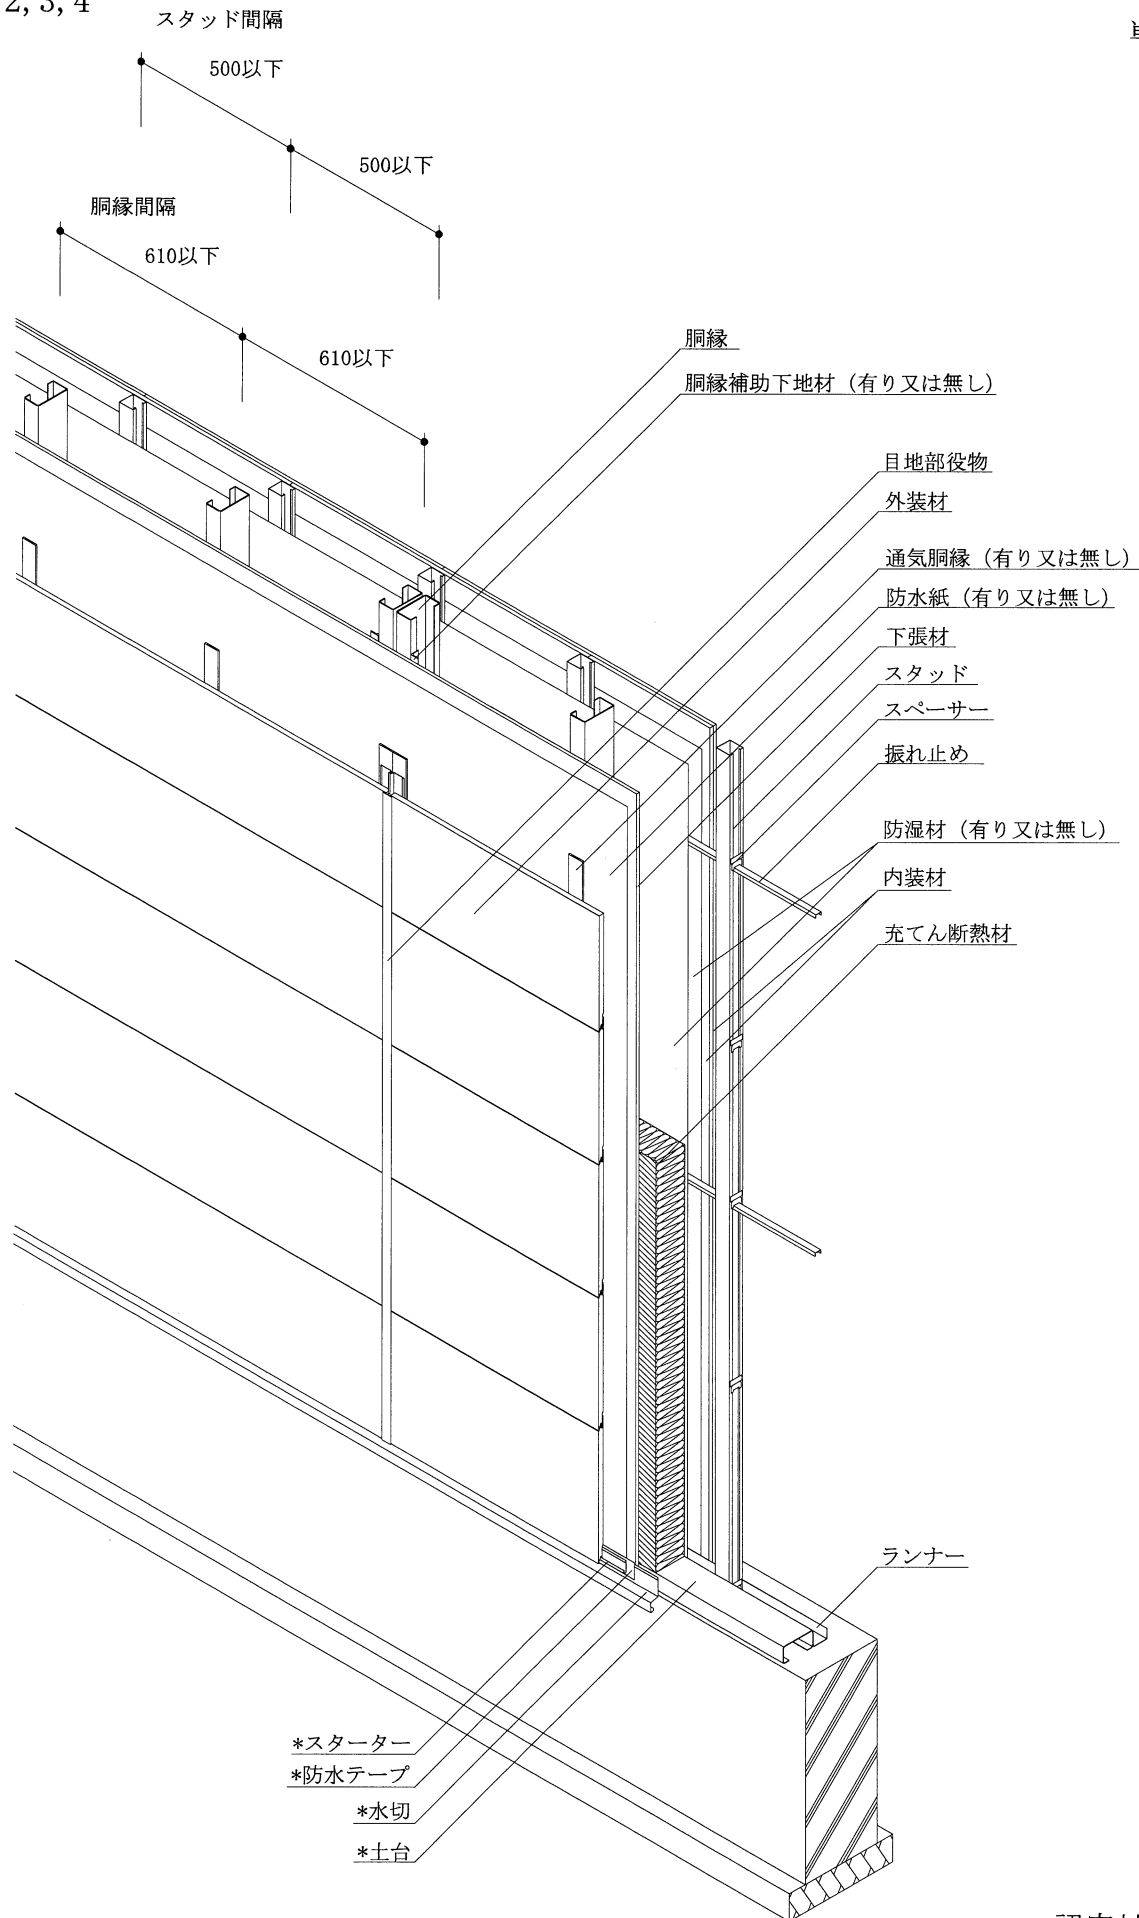 2, 3, 4
スタッド間隔
500以下
500以下
胴縁間隔
610以下
610以下
胴縁
胴縁補助下地材（有り又は無し）
目地部役物
外装材
通気胴縁（有り又は無し）
防水紙（有り又は無し）
下張材
スタッド
スペーサー
振れ止め
防湿材（有り又は無し）
内装材
充てん断熱材
ランナー
*スターター
*防水テープ
*水切
*土台